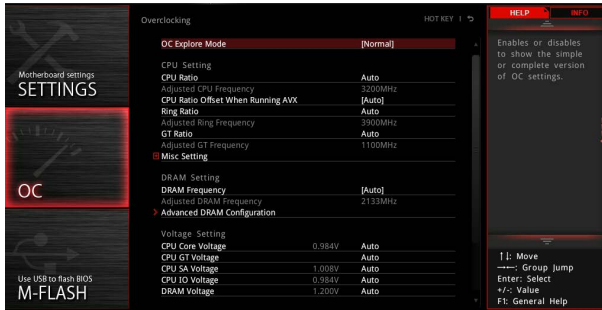 Overclocking
HOT KEY |
HELP
INFO
Motherboard settings
SETTINGS
OC
Use USB to flash BIOS
M-FLASH
OC Explore Mode [Normal]
CPU Setting
CPU Ratio Auto
Adjusted CPU Frequency 3200MHz
CPU Ratio Offset When Running AVX [Auto]
Ring Ratio Auto
Adjusted Ring Frequency 3900MHz
GT Ratio Auto
Adjusted GT Frequency 1100MHz
Misc Setting
DRAM Setting
DRAM Frequency [Auto]
Adjusted DRAM Frequency 2133MHz
Advanced DRAM Configuration
Voltage Setting
CPU Core Voltage 0.984V Auto
CPU GT Voltage Auto
CPU SA Voltage 1.008V Auto
CPU IO Voltage 0.984V Auto
DRAM Voltage 1.200V Auto
Enables or disables
to show the simple
or complete version
of OC settings.
↑↓: Move
→←: Group Jump
Enter: Select
+/-: Value
F1: General Help